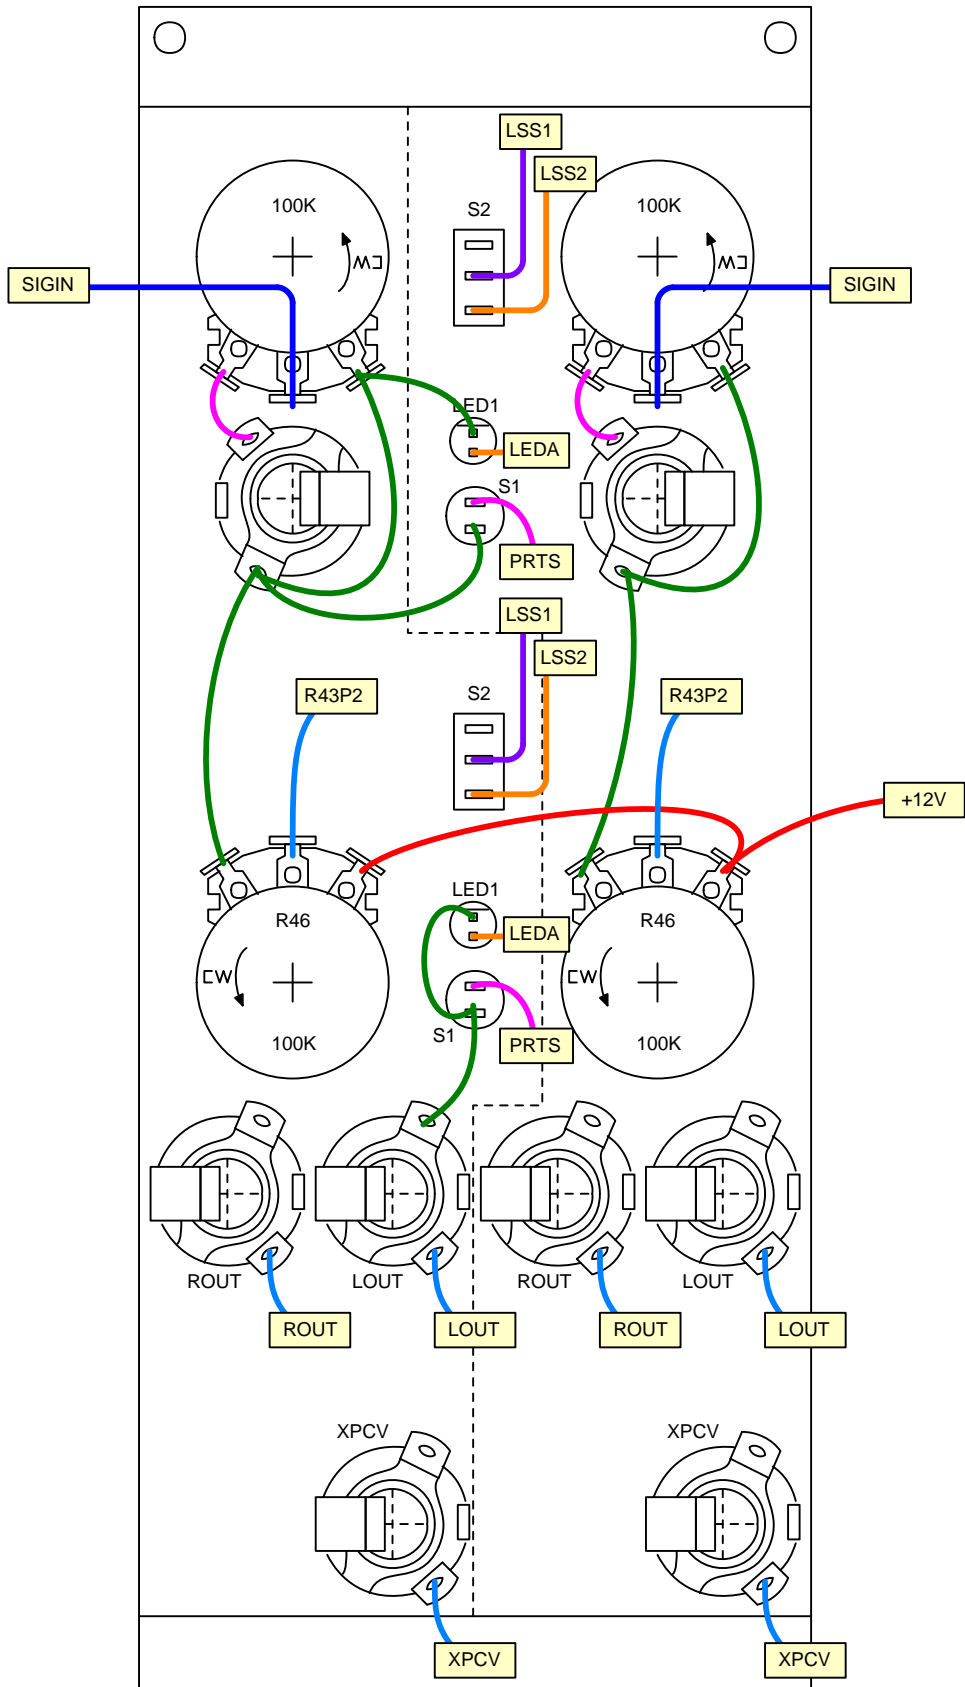 LSS1
LSS2
100K
S2
100K
CW
CW
SIGIN
SIGIN
LED1
LEDA
S1
PRTS
LSS1
LSS2
R43P2
S2
R43P2
+12V
LED1
R46
R46
LEDA
CW
CW
S1
100K
PRTS
100K
ROUT
LOUT
ROUT
LOUT
ROUT
LOUT
ROUT
LOUT
XPCV
XPCV
XPCV
XPCV